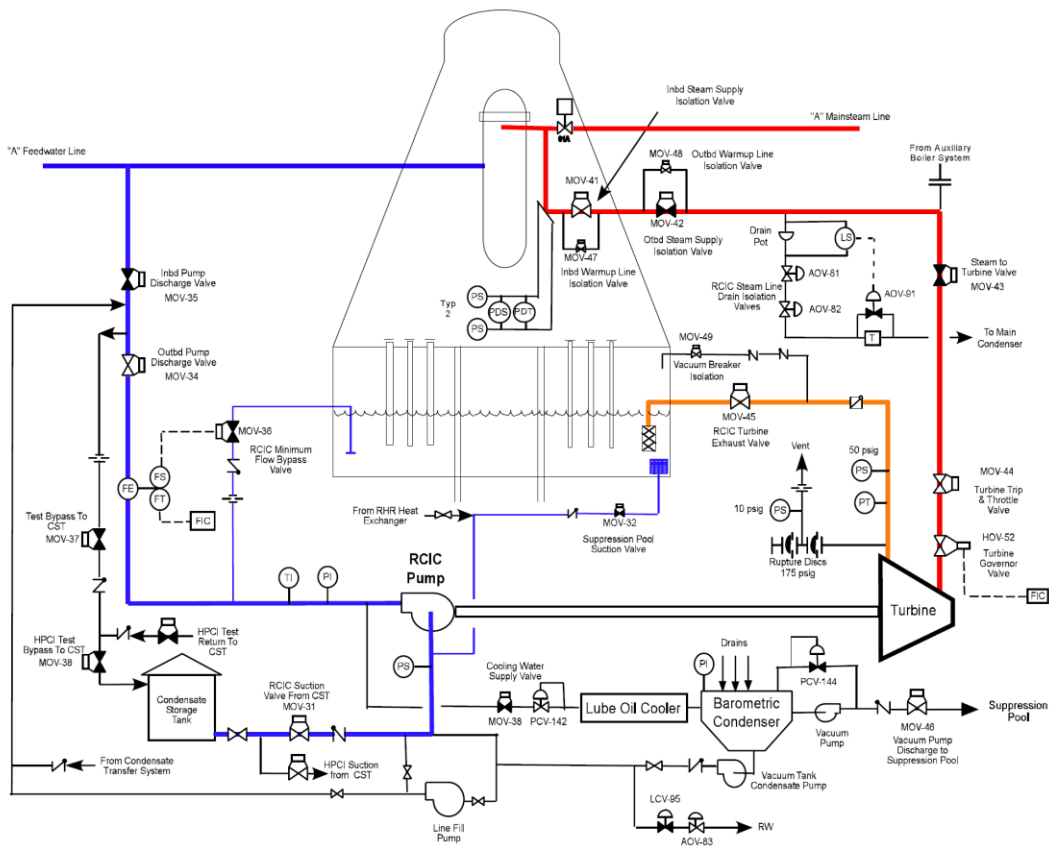 Inbd Steam Supply
Isolation Valve
"A" Mainsteam Line
01A
"A" Feedwater Line
From Auxiliary
Boiler System
MOV-48
Outbd Warmup Line
Isolation Valve
MOV-41
MOV-42
Otbd Steam Supply
Isolation Valve
MOV-47
Inbd Warmup Line
Isolation Valve
Drain
Pot
LS
AOV-81
RCIC Steam Line
Drain Isolation
Valves
AOV-82
AOV-91
T
To Main
Condenser
Steam to
Turbine Valve
MOV-43
Inbd Pump
Discharge Valve
MOV-35
Typ
2
PS
PDS
PDT
PS
Outbd Pump
Discharge Valve
MOV-34
MOV-49
Vacuum Breaker
Isolation
MOV-45
RCIC Turbine
Exhaust Valve
MOV-36
RCIC Minimum
Flow Bypass
Valve
FS
FE
FT
FIC
Vent
50 psig
PS
PT
10 psig
PS
Rupture Discs
175 psig
MOV-44
Turbine Trip
& Throttle
Valve
HOV-52
Turbine
Governor
Valve
FIC
From RHR Heat
Exchanger
MOV-32
Suppression Pool
Suction Valve
Test Bypass To
CST
MOV-37
TI
PI
RCIC
Pump
Turbine
HPCI Test
Bypass To CST
MOV-38
HPCI Test
Return To
CST
PS
Condensate
Storage
Tank
RCIC Suction
Valve From CST
MOV-31
Cooling Water
Supply Valve
MOV-38
PCV-142
Lube Oil Cooler
PI
Drains
Barometric
Condenser
PCV-144
Vacuum
Pump
MOV-46
Vacuum Pump
Discharge to
Suppression Pool
Suppression
Pool
From Condensate
Transfer System
HPCI Suction
from CST
Line Fill
Pump
Vacuum Tank
Condensate Pump
LCV-95
AOV-83
RW